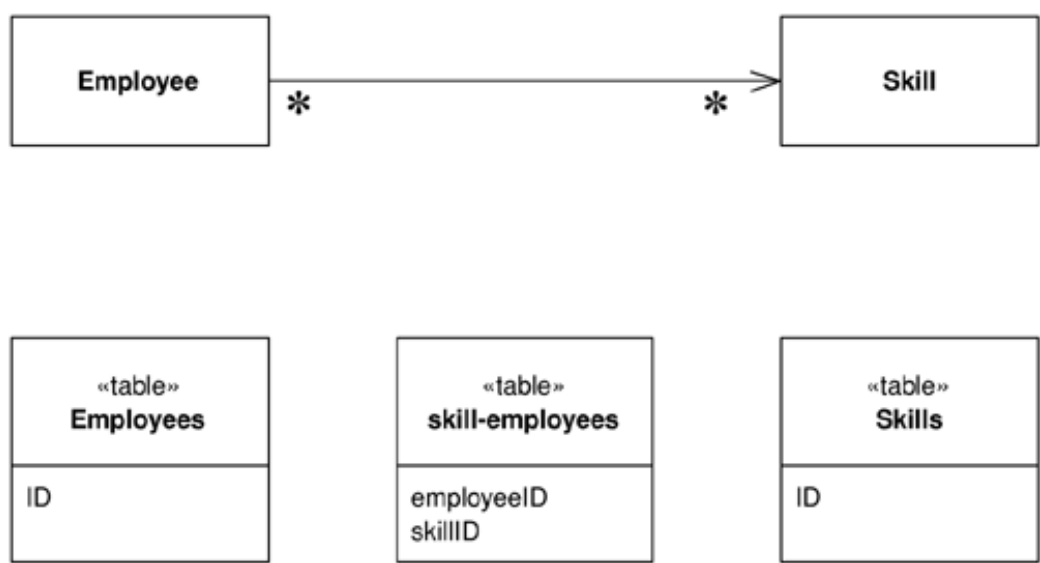 Employee
*
*
Skill
«table»
Employees
ID
«table»
skill-employees
employeeID
skillID
«table»
Skills
ID